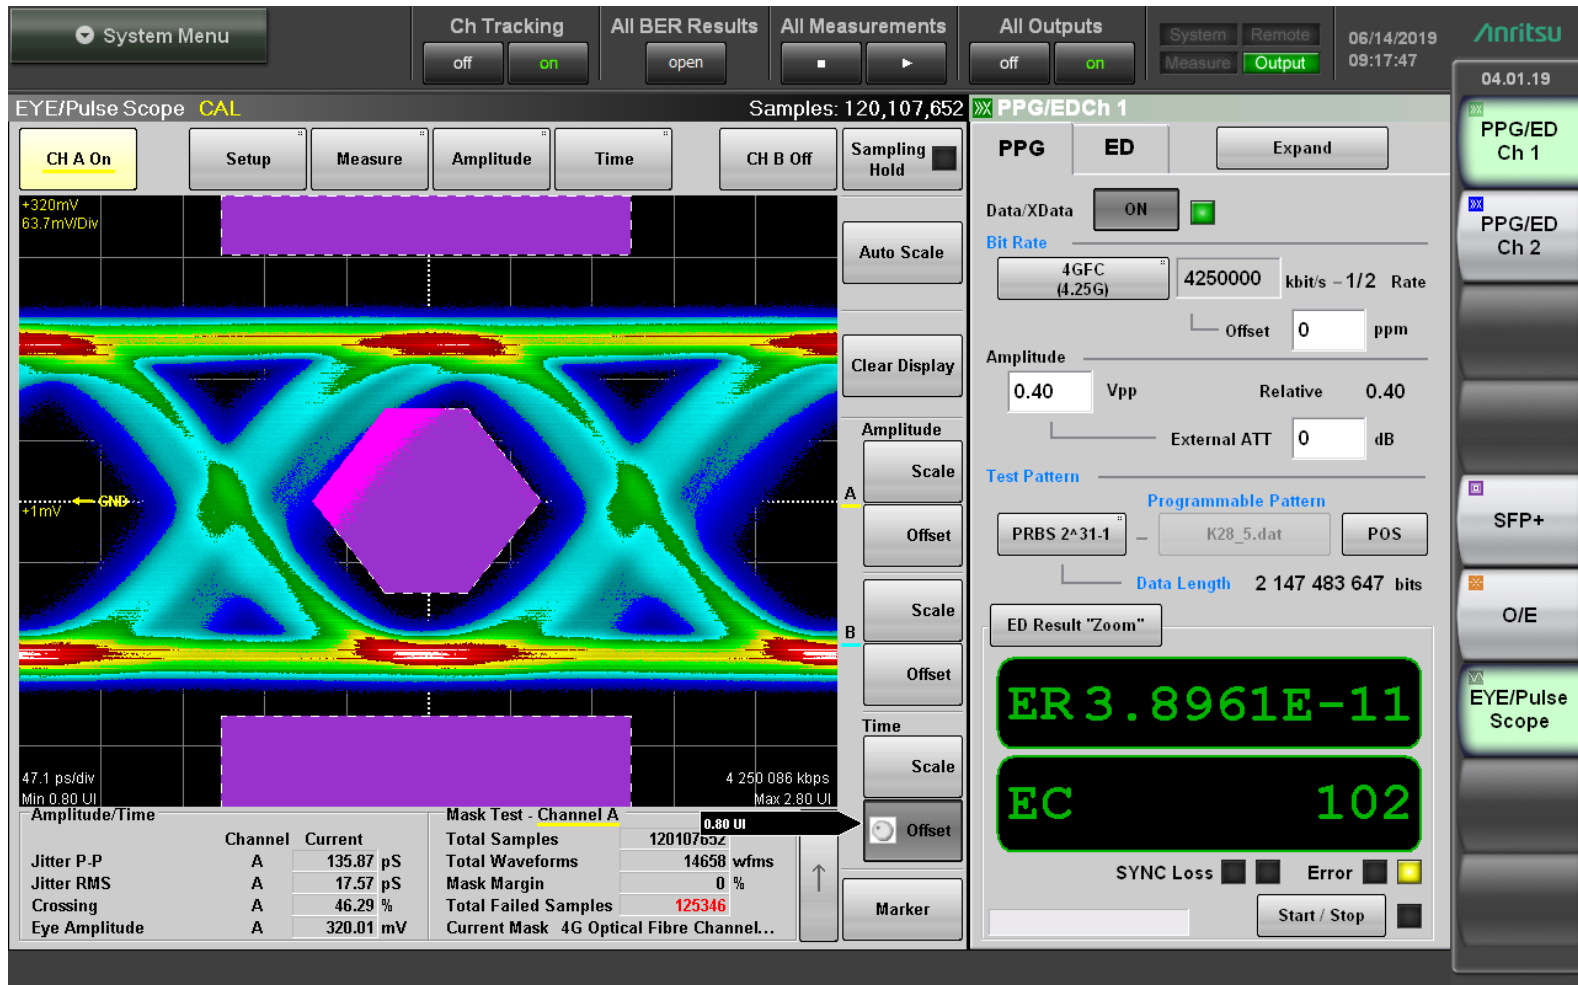 System Menu
Ch Tracking
off on
All BER Results
open
All Measurements
All Outputs
off on
System Remote
Measure Output
06/14/2019
09:17:47
Anritsu
04.01.19
EYE/Pulse Scope CAL Samples: 120,107,652
CH A On Setup Measure Amplitude Time CH B Off
Sampling
Hold
+320mV
63.7mV/Div
GND
+1mV
47.1 ps/div
Min 0.80 UI
4 250 086 kbps
Max 2.80 UI
Auto Scale
Clear Display
Amplitude
Scale
A
Offset
Scale
B
Offset
Time
Scale
0.80 UI
Offset
Marker
Amplitude/Time
Channel Current
Jitter P-P A 135.87 pS
Jitter RMS A 17.57 pS
Crossing A 46.29 %
Eye Amplitude A 320.01 mV
Mask Test - Channel A
Total Samples 120107652
Total Waveforms 14658 wfms
Mask Margin 0 %
Total Failed Samples 125346
Current Mask 4G Optical Fibre Channel...
PPG/EDCh 1
PPG ED Expand
Data/XData ON
Bit Rate
4GFC
(4.25G)
4250000 kbit/s – 1/2 Rate
Offset 0 ppm
Amplitude
0.40 Vpp Relative 0.40
External ATT 0 dB
Test Pattern
Programmable Pattern
PRBS 2^31-1 – K28_5.dat POS
Data Length 2 147 483 647 bits
ED Result "Zoom"
ER 3.8961E-11
EC 102
SYNC Loss Error
Start / Stop
PPG/ED
Ch 1
PPG/ED
Ch 2
SFP+
O/E
EYE/Pulse
Scope